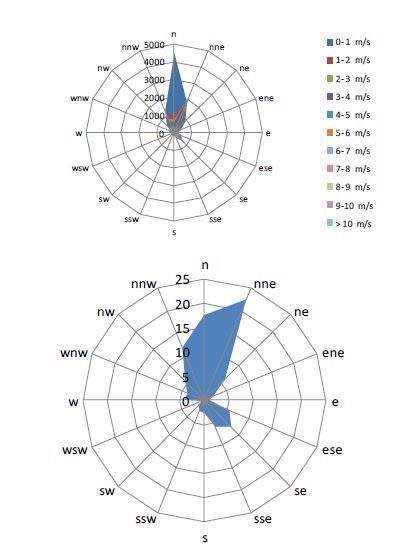 n
nnw
nne
5000
nw
4000
ne
3000
wnw
2000
ene
1000
w
0
e
wsw
ese
sw
se
ssw
sse
s
0-1 m/s
1-2 m/s
2-3 m/s
3-4 m/s
4-5 m/s
5-6 m/s
6-7 m/s
7-8 m/s
8-9 m/s
9-10 m/s
>10 m/s
n
nnw
25
nne
nw
20
ne
15
wnw
10
ene
5
w
0
e
wsw
ese
sw
se
ssw
sse
s